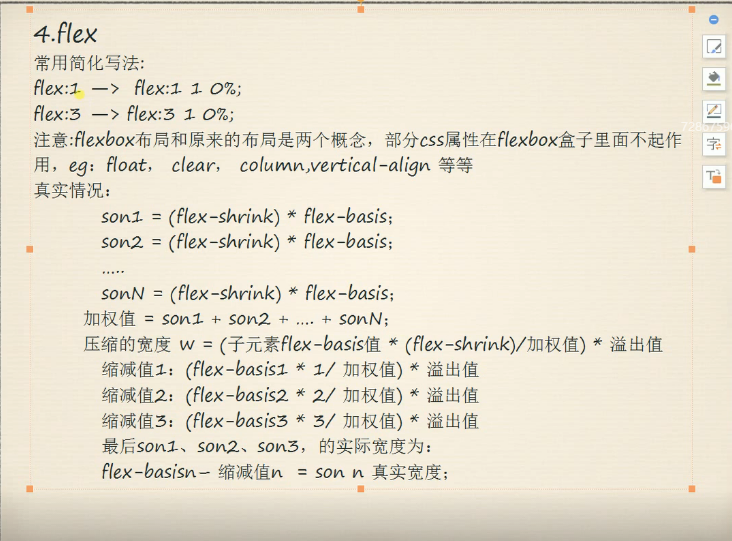 4.flex
常用简化写法:
flex:1 —> flex:1 1 0%;
flex:3 —> flex:3 1 0%;
注意:flexbox布局和原来的布局是两个概念，部分css属性在flexbox盒子里面不起作
用，eg：float， clear， column,vertical-align 等等
真实情况：
son1 = (flex-shrink) * flex-basis；
son2 = (flex-shrink) * flex-basis；
.....
sonN = (flex-shrink) * flex-basis；
加权值 = son1 + son2 + .... + sonN；
压缩的宽度 w = (子元素flex-basis值 * (flex-shrink)/加权值) * 溢出值
缩减值1：(flex-basis1 * 1/ 加权值) * 溢出值
缩减值2：(flex-basis2 * 2/ 加权值) * 溢出值
缩减值3：(flex-basis3 * 3/ 加权值) * 溢出值
最后son1、son2、son3，的实际宽度为：
flex-basisn— 缩减值n = son n 真实宽度；
字
T